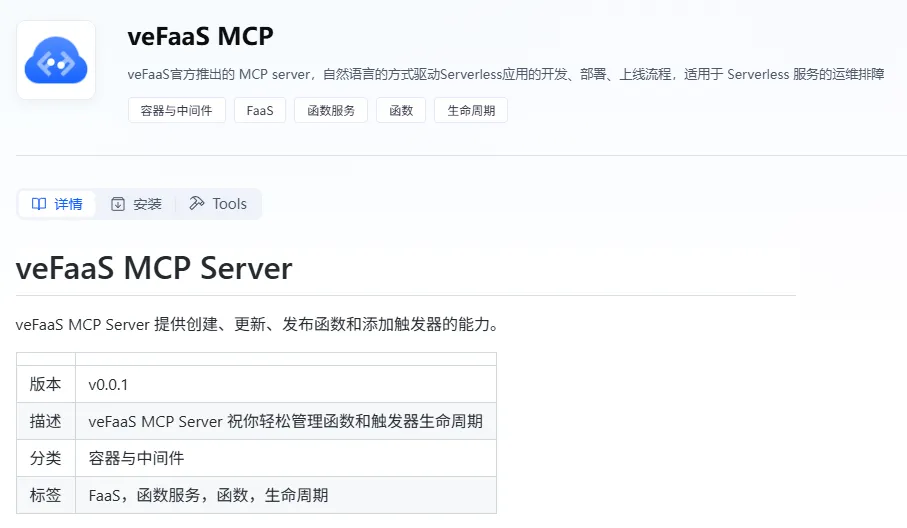 veFaaS MCP
veFaaS官方推出的 MCP server，自然语言的方式驱动Serverless应用的开发、部署、上线流程，适用于 Serverless 服务的运维排障
容器与中间件 FaaS 函数服务 函数 生命周期
详情 安装 Tools
veFaaS MCP Server
veFaaS MCP Server 提供创建、更新、发布函数和添加触发器的能力。
版本 v0.0.1
描述 veFaaS MCP Server 祝你轻松管理函数和触发器生命周期
分类 容器与中间件
标签 FaaS，函数服务，函数，生命周期